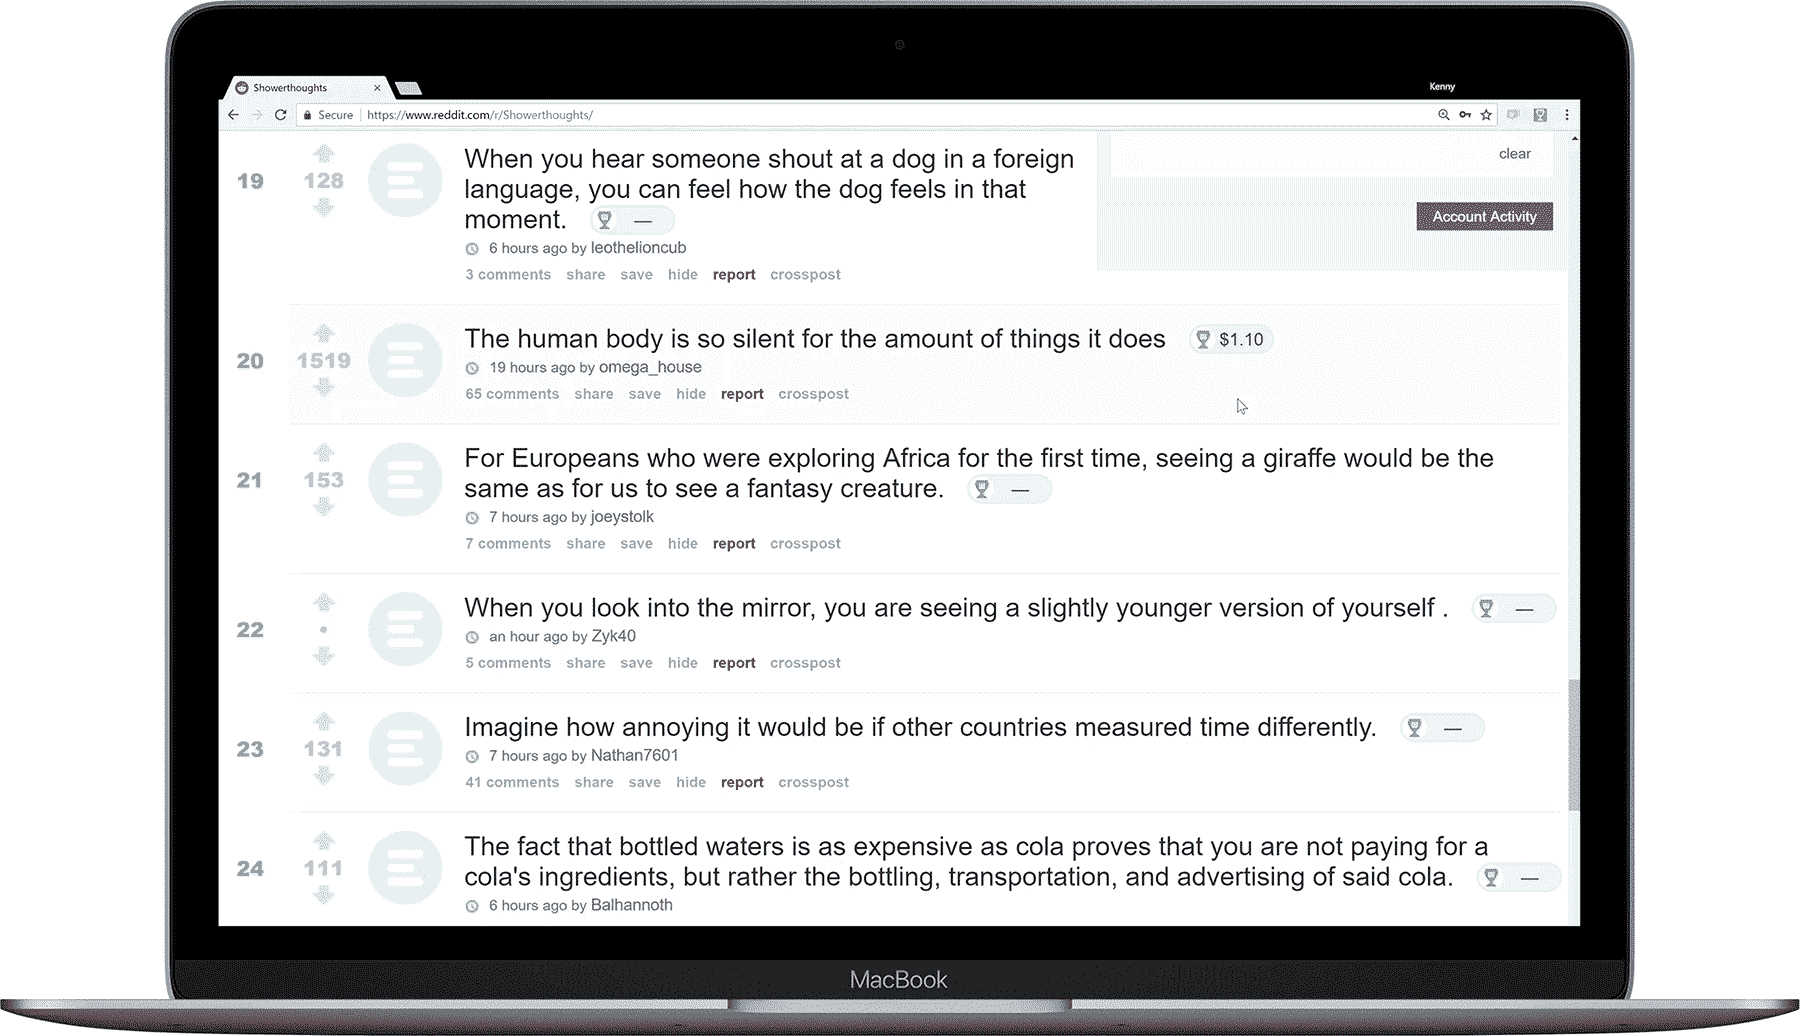 Showerthoughts
Kenny
Secure https://www.reddit.com/r/Showerthoughts/
clear
Account Activity
19
128
When you hear someone shout at a dog in a foreign
language, you can feel how the dog feels in that
moment. —
6 hours ago by leothelioncub
3 comments share save hide report crosspost
20
1519
The human body is so silent for the amount of things it does $1.10
19 hours ago by omega_house
65 comments share save hide report crosspost
21
153
For Europeans who were exploring Africa for the first time, seeing a giraffe would be the
same as for us to see a fantasy creature. —
7 hours ago by joeystolk
7 comments share save hide report crosspost
22
•
When you look into the mirror, you are seeing a slightly younger version of yourself . —
an hour ago by Zyk40
5 comments share save hide report crosspost
23
131
Imagine how annoying it would be if other countries measured time differently. —
7 hours ago by Nathan7601
41 comments share save hide report crosspost
24
111
The fact that bottled waters is as expensive as cola proves that you are not paying for a
cola's ingredients, but rather the bottling, transportation, and advertising of said cola. —
6 hours ago by Balhannoth
MacBook